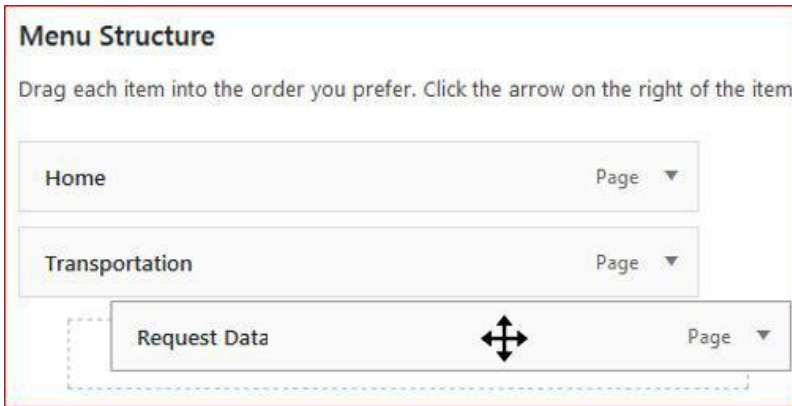 Menu Structure
Drag each item into the order you prefer. Click the arrow on the right of the item
Home Page
Transportation Page
Request Data Page